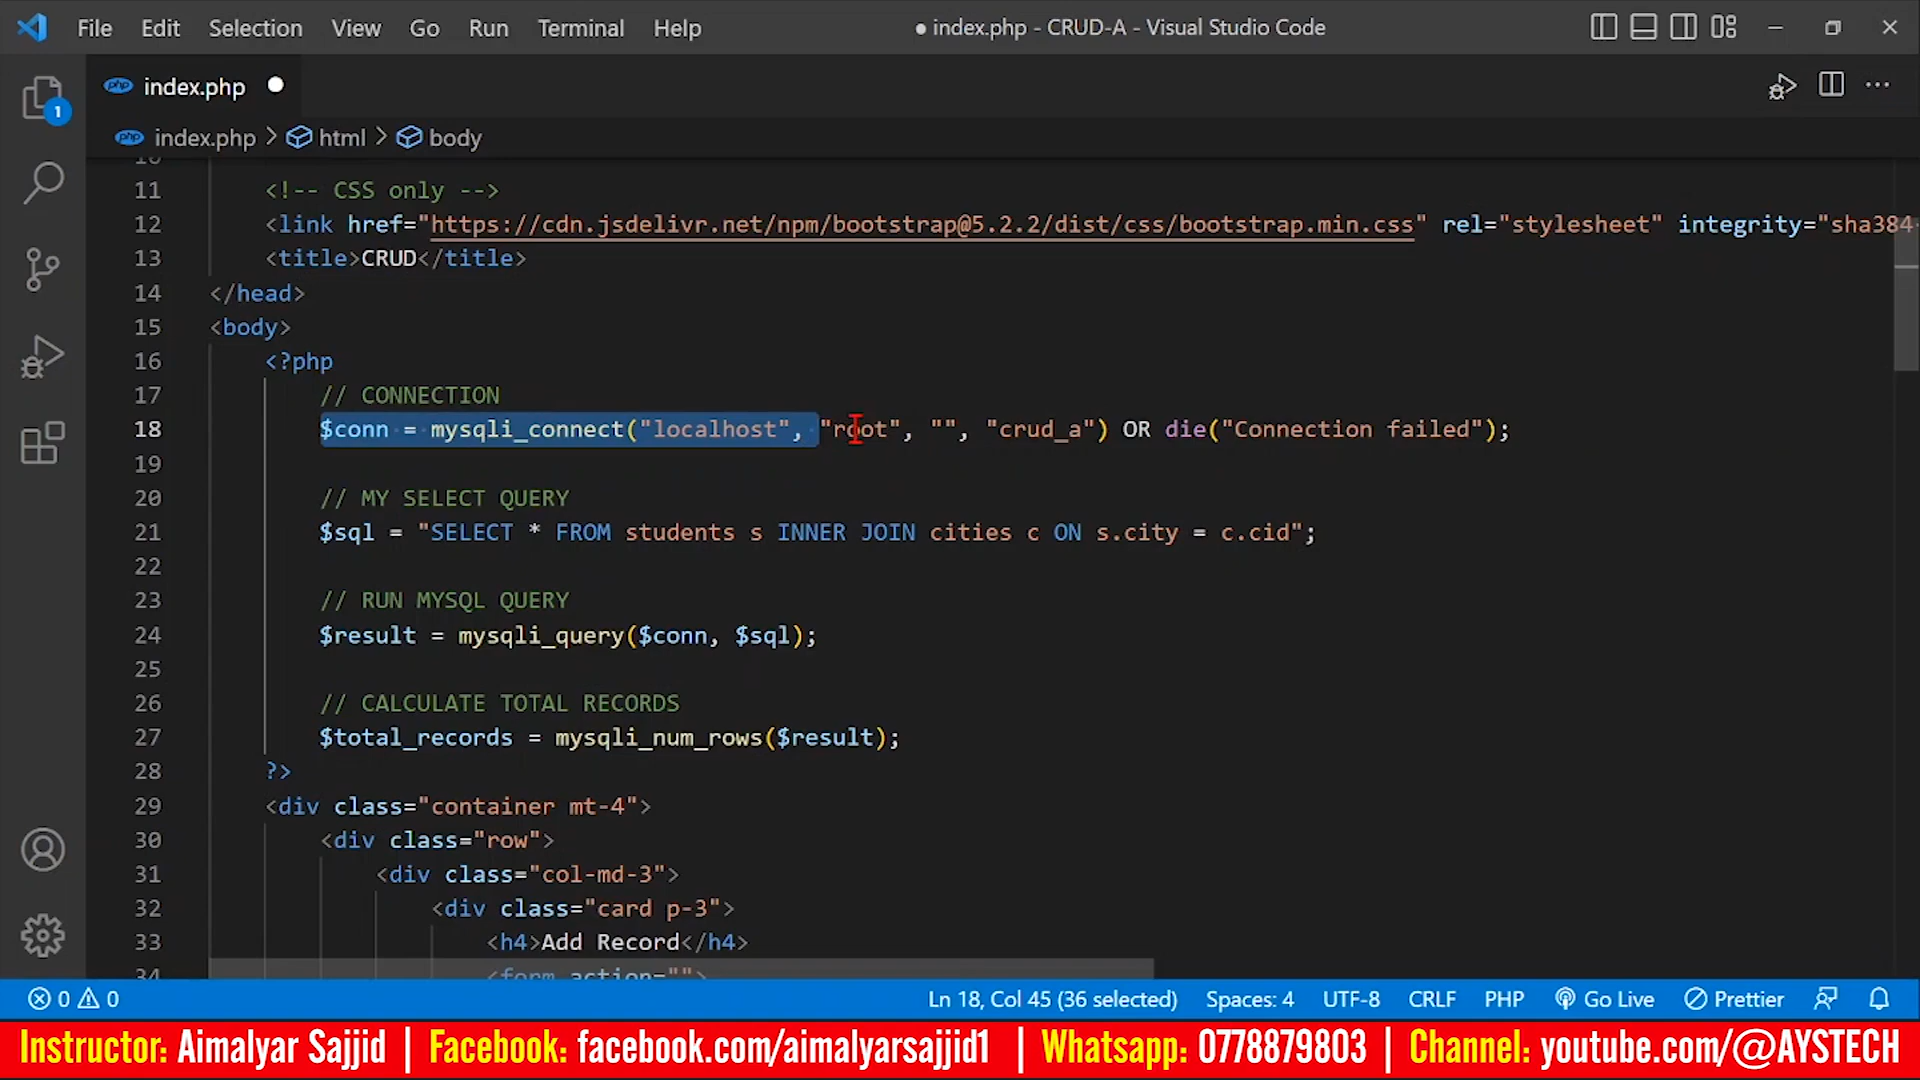 File Edit Selection View Go Run Terminal Help ● index.php - CRUD-A - Visual Studio Code
php index.php ●
1
php index.php > html > body
11 <!-- CSS only -->
12 <link href="https://cdn.jsdelivr.net/npm/bootstrap@5.2.2/dist/css/bootstrap.min.css" rel="stylesheet" integrity="sha384-
13 <title>CRUD</title>
14 </head>
15 <body>
16 <?php
17 // CONNECTION
18 $conn = mysqli_connect("localhost", "root", "", "crud_a") OR die("Connection failed");
19
20 // MY SELECT QUERY
21 $sql = "SELECT * FROM students s INNER JOIN cities c ON s.city = c.cid";
22
23 // RUN MYSQL QUERY
24 $result = mysqli_query($conn, $sql);
25
26 // CALCULATE TOTAL RECORDS
27 $total_records = mysqli_num_rows($result);
28 ?>
29 <div class="container mt-4">
30 <div class="row">
31 <div class="col-md-3">
32 <div class="card p-3">
33 <h4>Add Record</h4>
34 <form action="">
0 0 Ln 18, Col 45 (36 selected) Spaces: 4 UTF-8 CRLF PHP Go Live Prettier
Instructor: Aimalyar Sajjid | Facebook: facebook.com/aimalyarsajjid1 | Whatsapp: 0778879803 | Channel: youtube.com/@AYSTECH